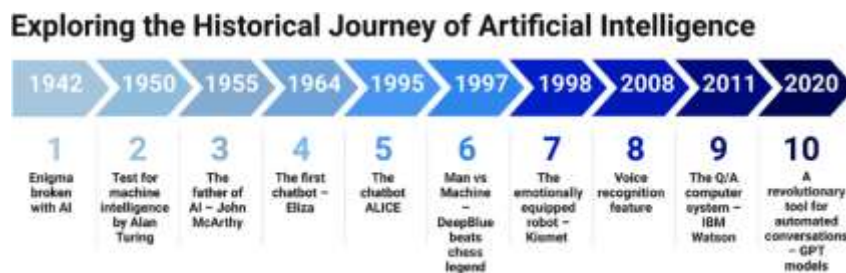 Exploring the Historical Journey of Artificial Intelligence
1942
1950
1955
1964
1995
1997
1998
2008
2011
2020
1
Enigma
broken
with AI
2
Test for
machine
intelligence
by Alan
Turing
3
The
father of
AI – John
McArthy
4
The first
chatbot –
Eliza
5
The
chatbot
ALICE
6
Man vs
Machine
–
DeepBlue
beats
chess
legend
7
The
emotionally
equipped
robot –
Kismet
8
Voice
recognition
feature
9
The Q/A
computer
system –
IBM
Watson
10
A
revolutionary
tool for
automated
conversations
– GPT
models